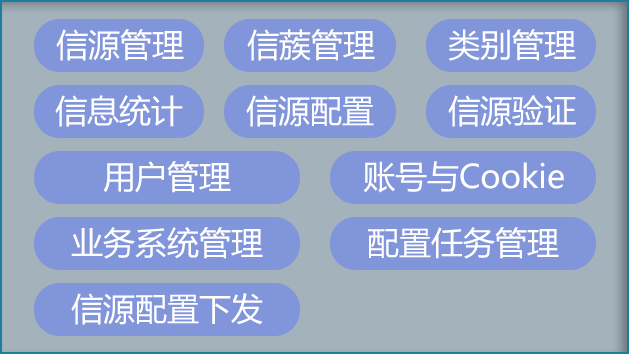 信源管理 信蔟管理 类别管理
信息统计 信源配置 信源验证
用户管理 账号与Cookie
业务系统管理 配置任务管理
信源配置下发